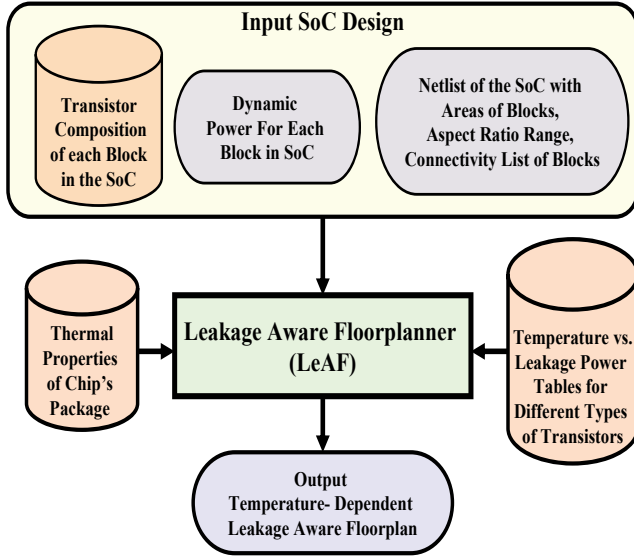 Input SoC Design
Transistor
Composition
of each Block
in the SoC
Dynamic
Power For Each
Block in SoC
Netlist of the SoC with
Areas of Blocks,
Aspect Ratio Range,
Connectivity List of Blocks
Thermal
Properties
of Chip's
Package
Leakage Aware Floorplanner
(LeAF)
Temperature vs.
Leakage Power
Tables for
Different Types
of Transistors
Output
Temperature- Dependent
Leakage Aware Floorplan